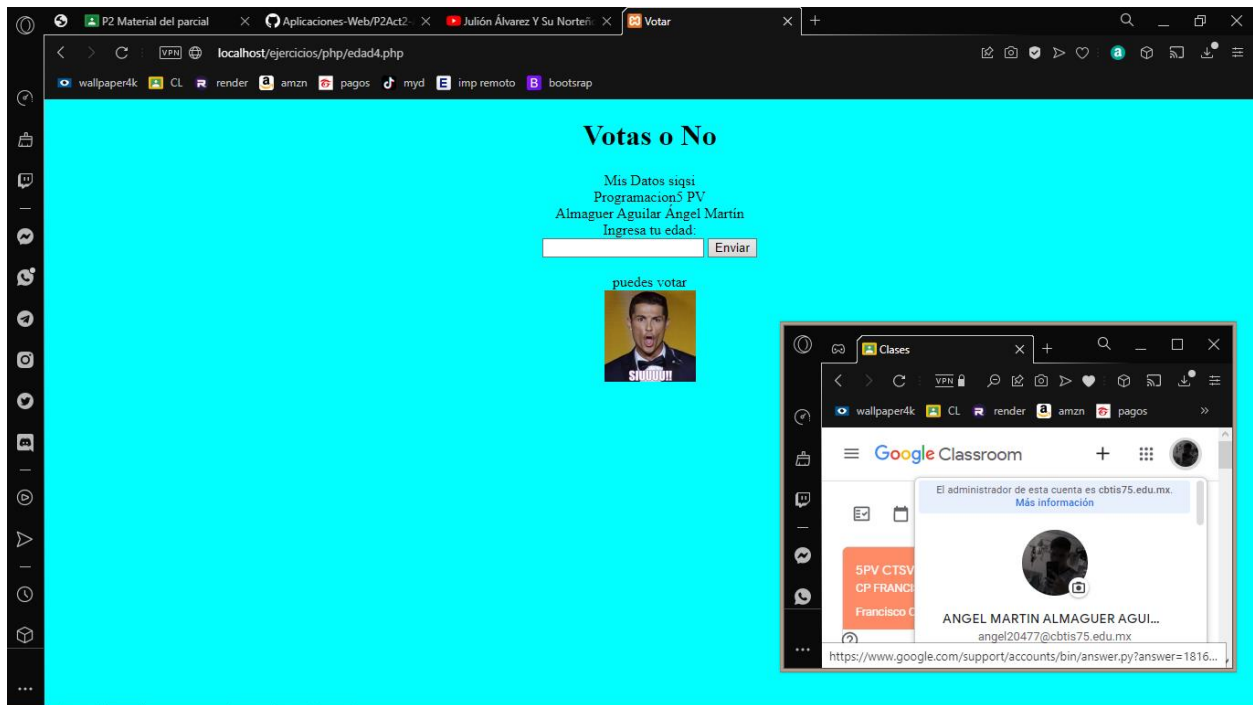 P2 Material del parcial
Aplicaciones-Web/P2Act2-
Julión Álvarez Y Su Norteñ
Votar
VPN
localhost/ejercicios/php/edad4.php
wallpaper4k CL render amzn pagos myd imp remoto bootsrap
Votas o No
Mis Datos siqsi
Programacion5 PV
Almaguer Aguilar Ángel Martín
Ingresa tu edad:
Enviar
puedes votar
SIUUUU!!
Clases
VPN
wallpaper4k CL render amzn pagos
Google Classroom
El administrador de esta cuenta es cbtis75.edu.mx.
Más información
5PV CTSV
CP FRANCI
Francisco C
ANGEL MARTIN ALMAGUER AGUI...
angel20477@cbtis75.edu.mx
https://www.google.com/support/accounts/bin/answer.py?answer=1816...